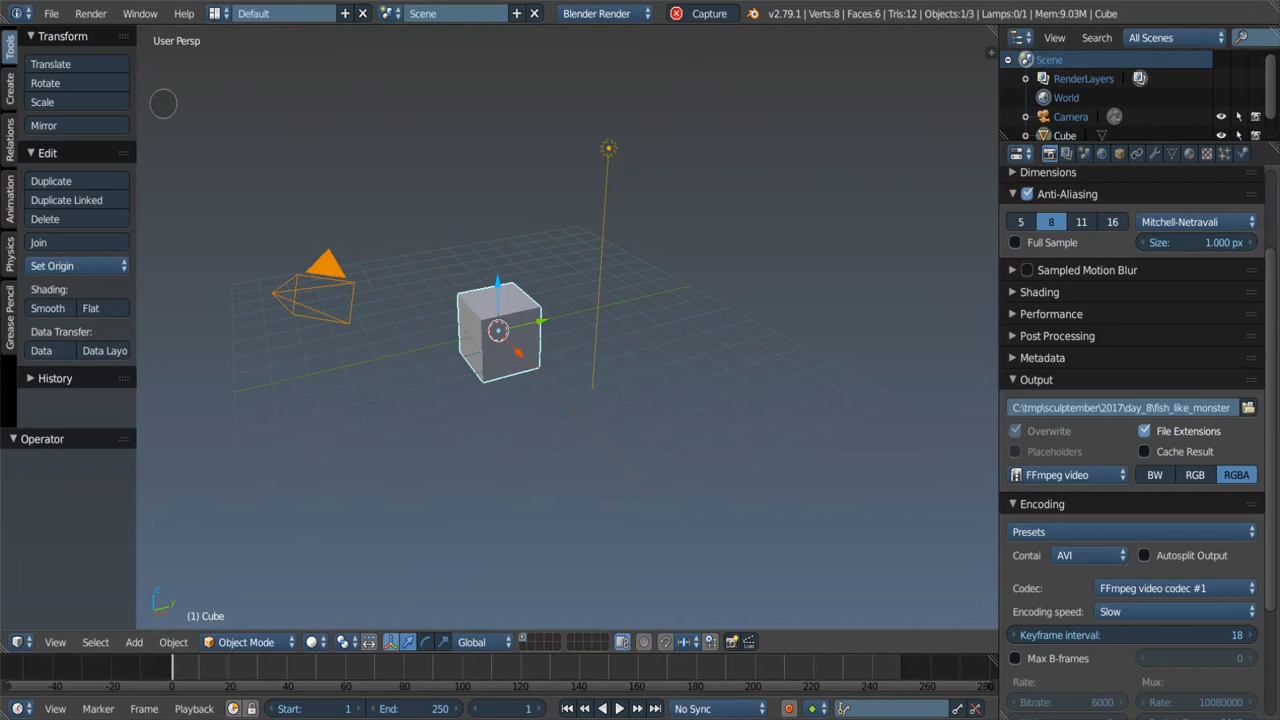 File Render Window Help Default Scene Blender Render Capture v2.79.1 | Verts:8 | Faces:6 | Tris:12 | Objects:1/3 | Lamps:0/1 | Mem:9.03M | Cube
Tools
Create
Relations
Animation
Physics
Grease Pencil
Transform
Translate
Rotate
Scale
Mirror
Edit
Duplicate
Duplicate Linked
Delete
Join
Set Origin
Shading:
Smooth Flat
Data Transfer:
Data Data Layo
History
Operator
User Persp
(1) Cube
View Search All Scenes
Scene
RenderLayers
World
Camera
Cube
Dimensions
Anti-Aliasing
5 8 11 16 Mitchell-Netravali
Full Sample Size: 1.000 px
Sampled Motion Blur
Shading
Performance
Post Processing
Metadata
Output
C:\tmp\sculptember\2017\day_8\fish_like_monster
Overwrite File Extensions
Placeholders Cache Result
FFmpeg video BW RGB RGBA
Encoding
Presets
Contai AVI Autosplit Output
Codec: FFmpeg video codec #1
Encoding speed: Slow
Keyframe interval: 18
Max B-frames 0
Rate: Mux:
Bitrate: 6000 Rate: 10080000
View Select Add Object Object Mode Global
-40 -20 0 20 40 60 80 100 120 140 160 180 200 220 240 260 280
View Marker Frame Playback Start: 1 End: 250 1 No Sync